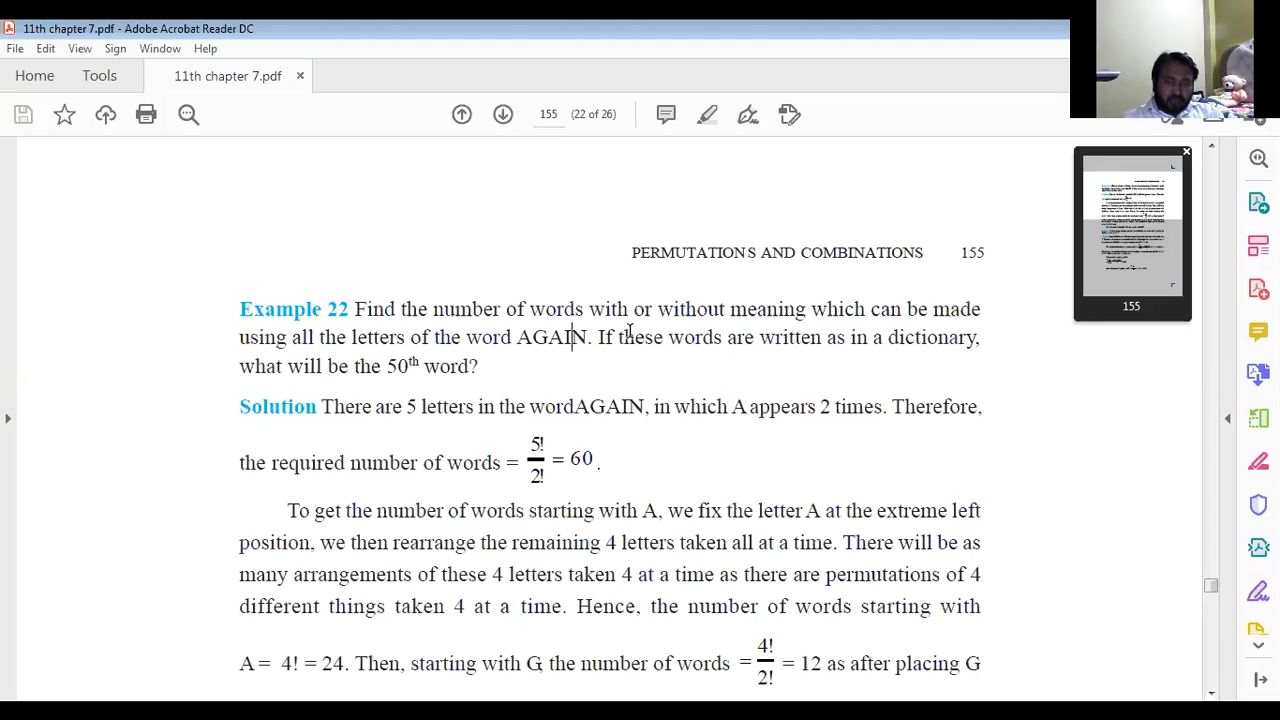 11th chapter 7.pdf - Adobe Acrobat Reader DC
File Edit View Sign Window Help
Home Tools 11th chapter 7.pdf ×
155 (22 of 26)
PERMUTATIONS AND COMBINATIONS 155
155
Example 22 Find the number of words with or without meaning which can be made
using all the letters of the word AGAIN. If these words are written as in a dictionary,
what will be the 50th word?
Solution There are 5 letters in the wordAGAIN, in which A appears 2 times. Therefore,
the required number of words = 5!/2! = 60 .
To get the number of words starting with A, we fix the letter A at the extreme left
position, we then rearrange the remaining 4 letters taken all at a time. There will be as
many arrangements of these 4 letters taken 4 at a time as there are permutations of 4
different things taken 4 at a time. Hence, the number of words starting with
A = 4! = 24. Then, starting with G, the number of words = 4!/2! = 12 as after placing G